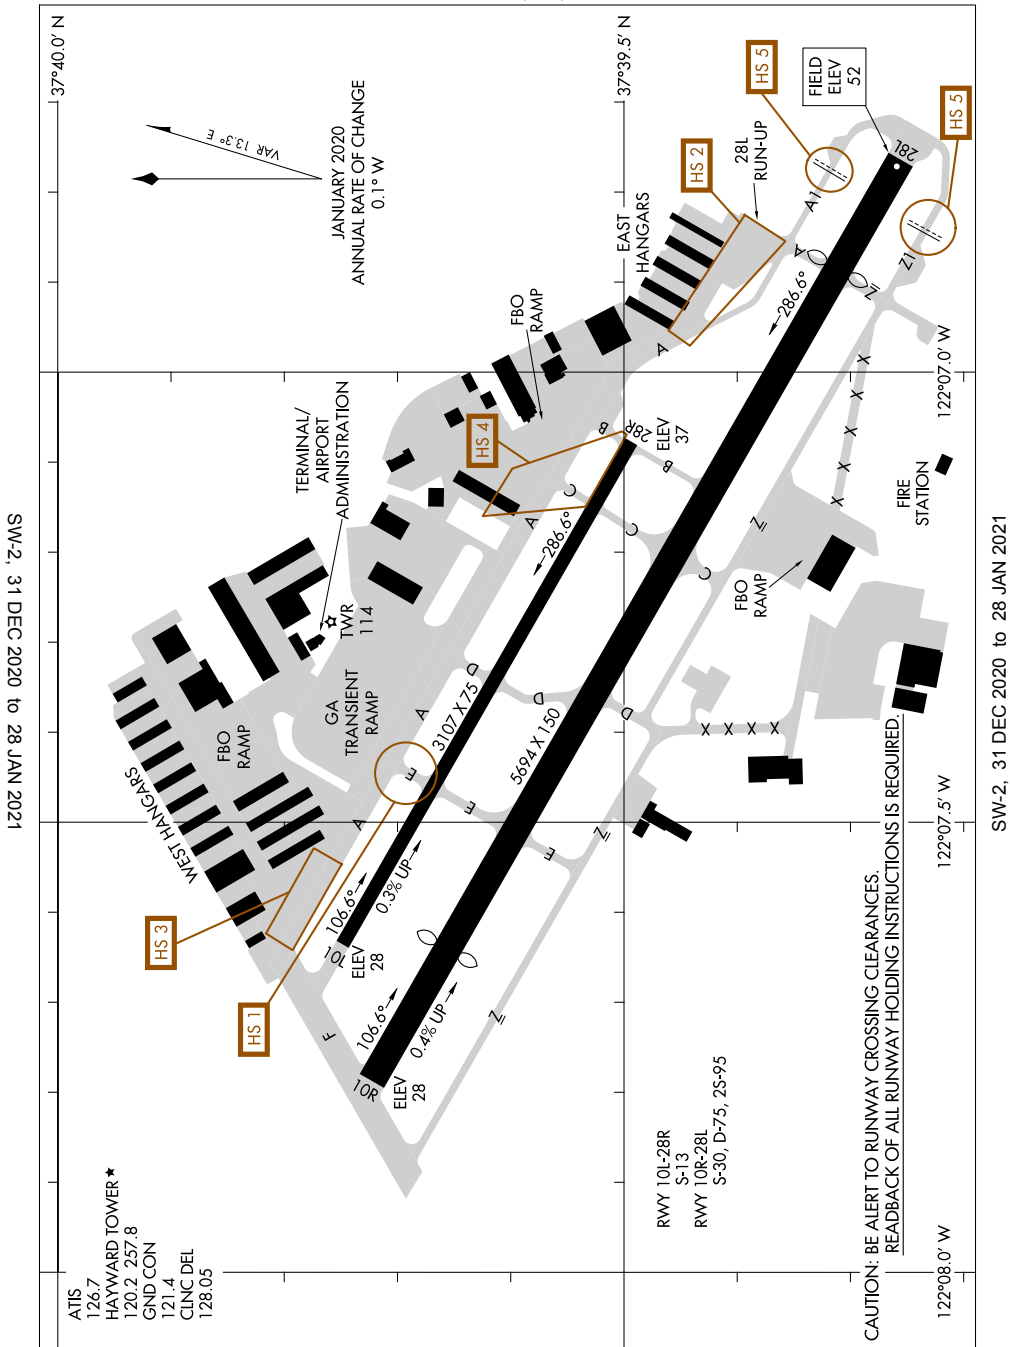 SW-2, 31 DEC 2020 to 28 JAN 2021
ATIS
126.7
HAYWARD TOWER ★
120.2 257.8
GND CON
121.4
CLNC DEL
128.05
37°40.0' N
37°39.5' N
VAR 13.3° E
JANUARY 2020
ANNUAL RATE OF CHANGE
0.1° W
WEST HANGARS
FBO
RAMP
GA
TRANSIENT
RAMP
TERMINAL/
AIRPORT
ADMINISTRATION
TWR
114
FBO
RAMP
EAST
HANGARS
28L
RUN-UP
FIELD
ELEV
52
HS 1
HS 2
HS 3
HS 4
HS 5
HS 5
A
A
A
A
A
A1
B
B
C
C
C
D
D
D
E
E
E
F
Z
Z
Z
Z
Z1
10L
ELEV
28
106.6°
0.3% UP
3107 X 75
286.6°
28R
ELEV
37
10R
ELEV
28
106.6°
0.4% UP
5694 X 150
286.6°
28L
X X X X
X X X X
FBO
RAMP
FIRE
STATION
RWY 10L-28R
S-13
RWY 10R-28L
S-30, D-75, 2S-95
CAUTION: BE ALERT TO RUNWAY CROSSING CLEARANCES.
READBACK OF ALL RUNWAY HOLDING INSTRUCTIONS IS REQUIRED.
122°08.0' W
122°07.5' W
122°07.0' W
SW-2, 31 DEC 2020 to 28 JAN 2021